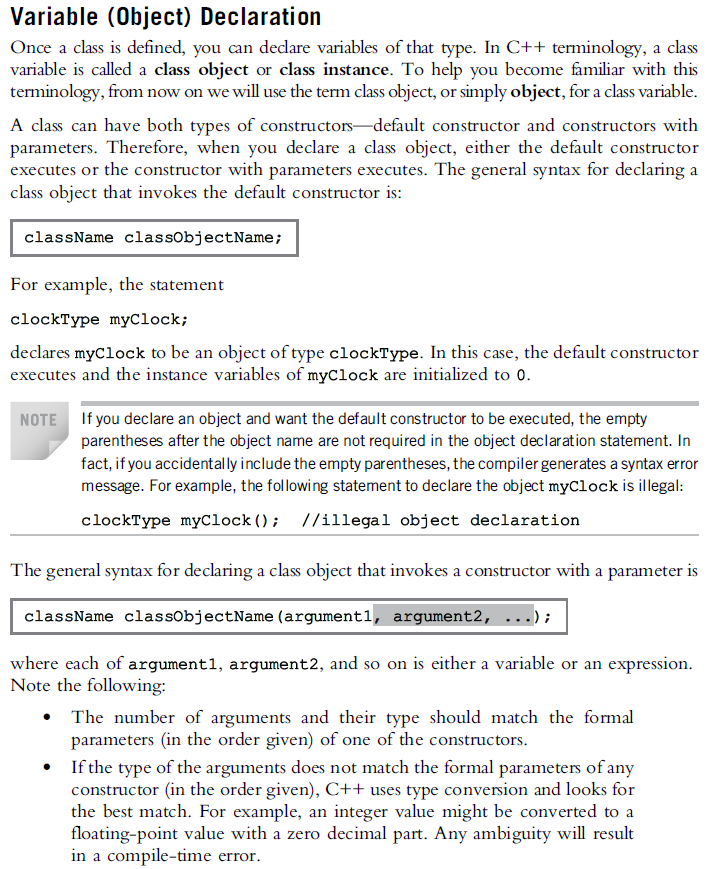 Variable (Object) Declaration
Once a class is defined, you can declare variables of that type. In C++ terminology, a class
variable is called a class object or class instance. To help you become familiar with this
terminology, from now on we will use the term class object, or simply object, for a class variable.
A class can have both types of constructors—default constructor and constructors with
parameters. Therefore, when you declare a class object, either the default constructor
executes or the constructor with parameters executes. The general syntax for declaring a
class object that invokes the default constructor is:
className classObjectName;
For example, the statement
clockType myClock;
declares myClock to be an object of type clockType. In this case, the default constructor
executes and the instance variables of myClock are initialized to 0.
NOTE
If you declare an object and want the default constructor to be executed, the empty
parentheses after the object name are not required in the object declaration statement. In
fact, if you accidentally include the empty parentheses, the compiler generates a syntax error
message. For example, the following statement to declare the object myClock is illegal:
clockType myClock(); //illegal object declaration
The general syntax for declaring a class object that invokes a constructor with a parameter is
className classObjectName(argument1, argument2, ...);
where each of argument1, argument2, and so on is either a variable or an expression.
Note the following:
• The number of arguments and their type should match the formal
parameters (in the order given) of one of the constructors.
• If the type of the arguments does not match the formal parameters of any
constructor (in the order given), C++ uses type conversion and looks for
the best match. For example, an integer value might be converted to a
floating-point value with a zero decimal part. Any ambiguity will result
in a compile-time error.